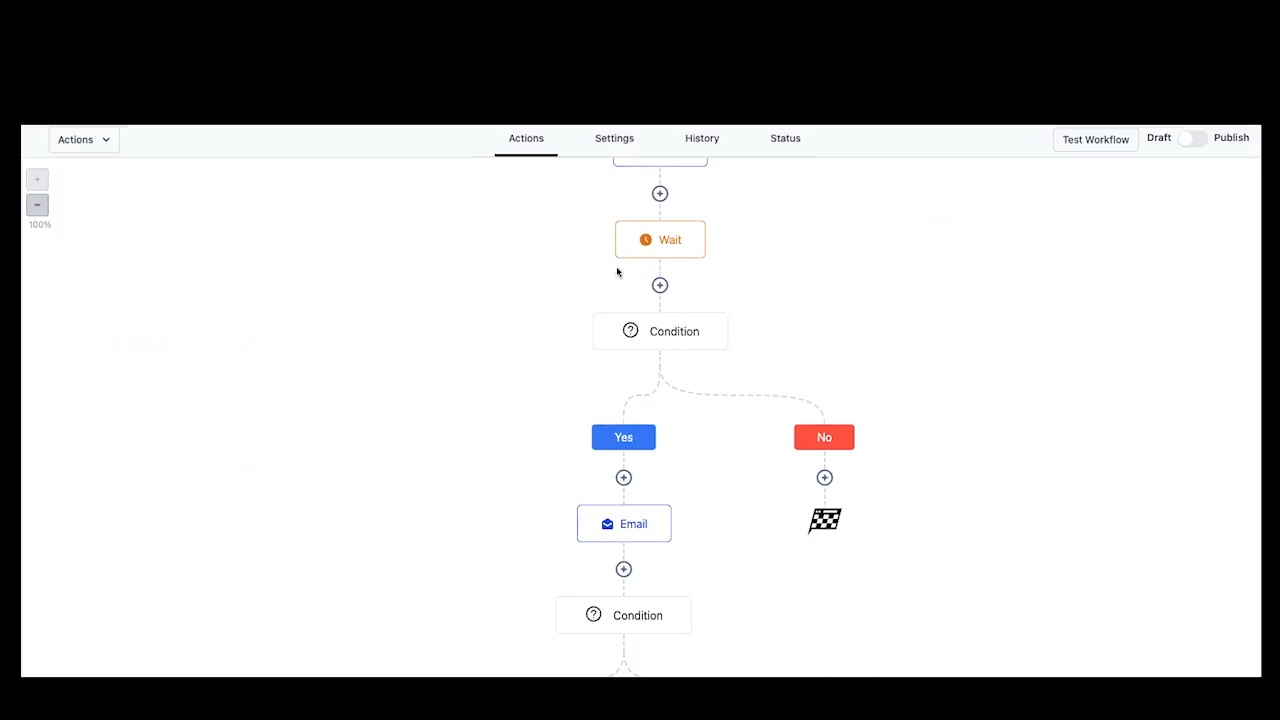 Actions
Actions Settings History Status
Test Workflow Draft Publish
+
-
100%
Wait
Condition
Yes
No
Email
Condition